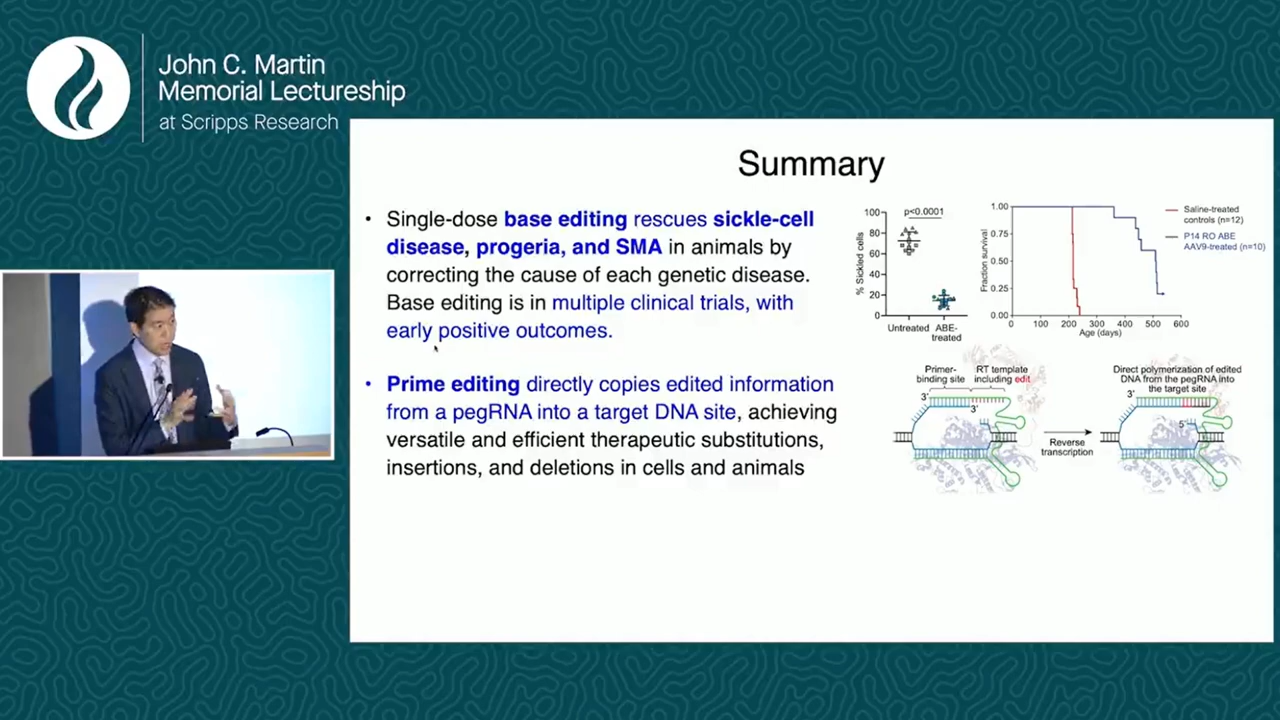 John C. Martin
Memorial Lectureship
at Scripps Research
Summary
• Single-dose base editing rescues sickle-cell
disease, progeria, and SMA in animals by
correcting the cause of each genetic disease.
Base editing is in multiple clinical trials, with
early positive outcomes.
• Prime editing directly copies edited information
from a pegRNA into a target DNA site, achieving
versatile and efficient therapeutic substitutions,
insertions, and deletions in cells and animals
% Sickled cells
100
80
60
40
20
0
p<0.0001
Untreated
ABE-
treated
Fraction survival
1.00
0.75
0.50
0.25
0.00
0 100 200 300 400 500 600
Age (days)
Saline-treated
controls (n=12)
P14 RO ABE
AAV9-treated (n=10)
Primer-
binding site
RT template
including edit
3'
3'
Reverse
transcription
Direct polymerization of edited
DNA from the pegRNA into
the target site
3'
5'